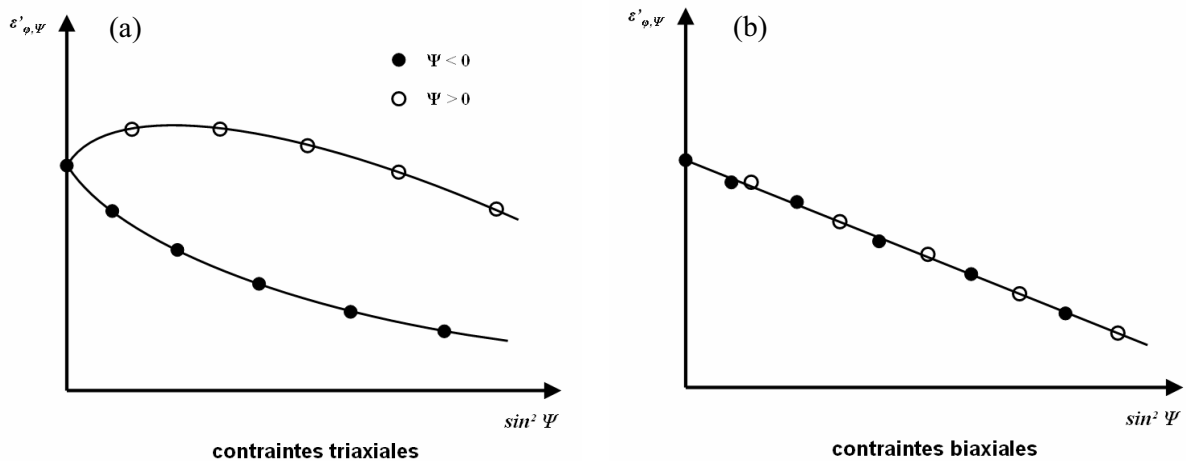 ε'φ,Ψ
(a)
Ψ < 0
Ψ > 0
sin² Ψ
contraintes triaxiales
ε'φ,Ψ
(b)
sin² Ψ
contraintes biaxiales